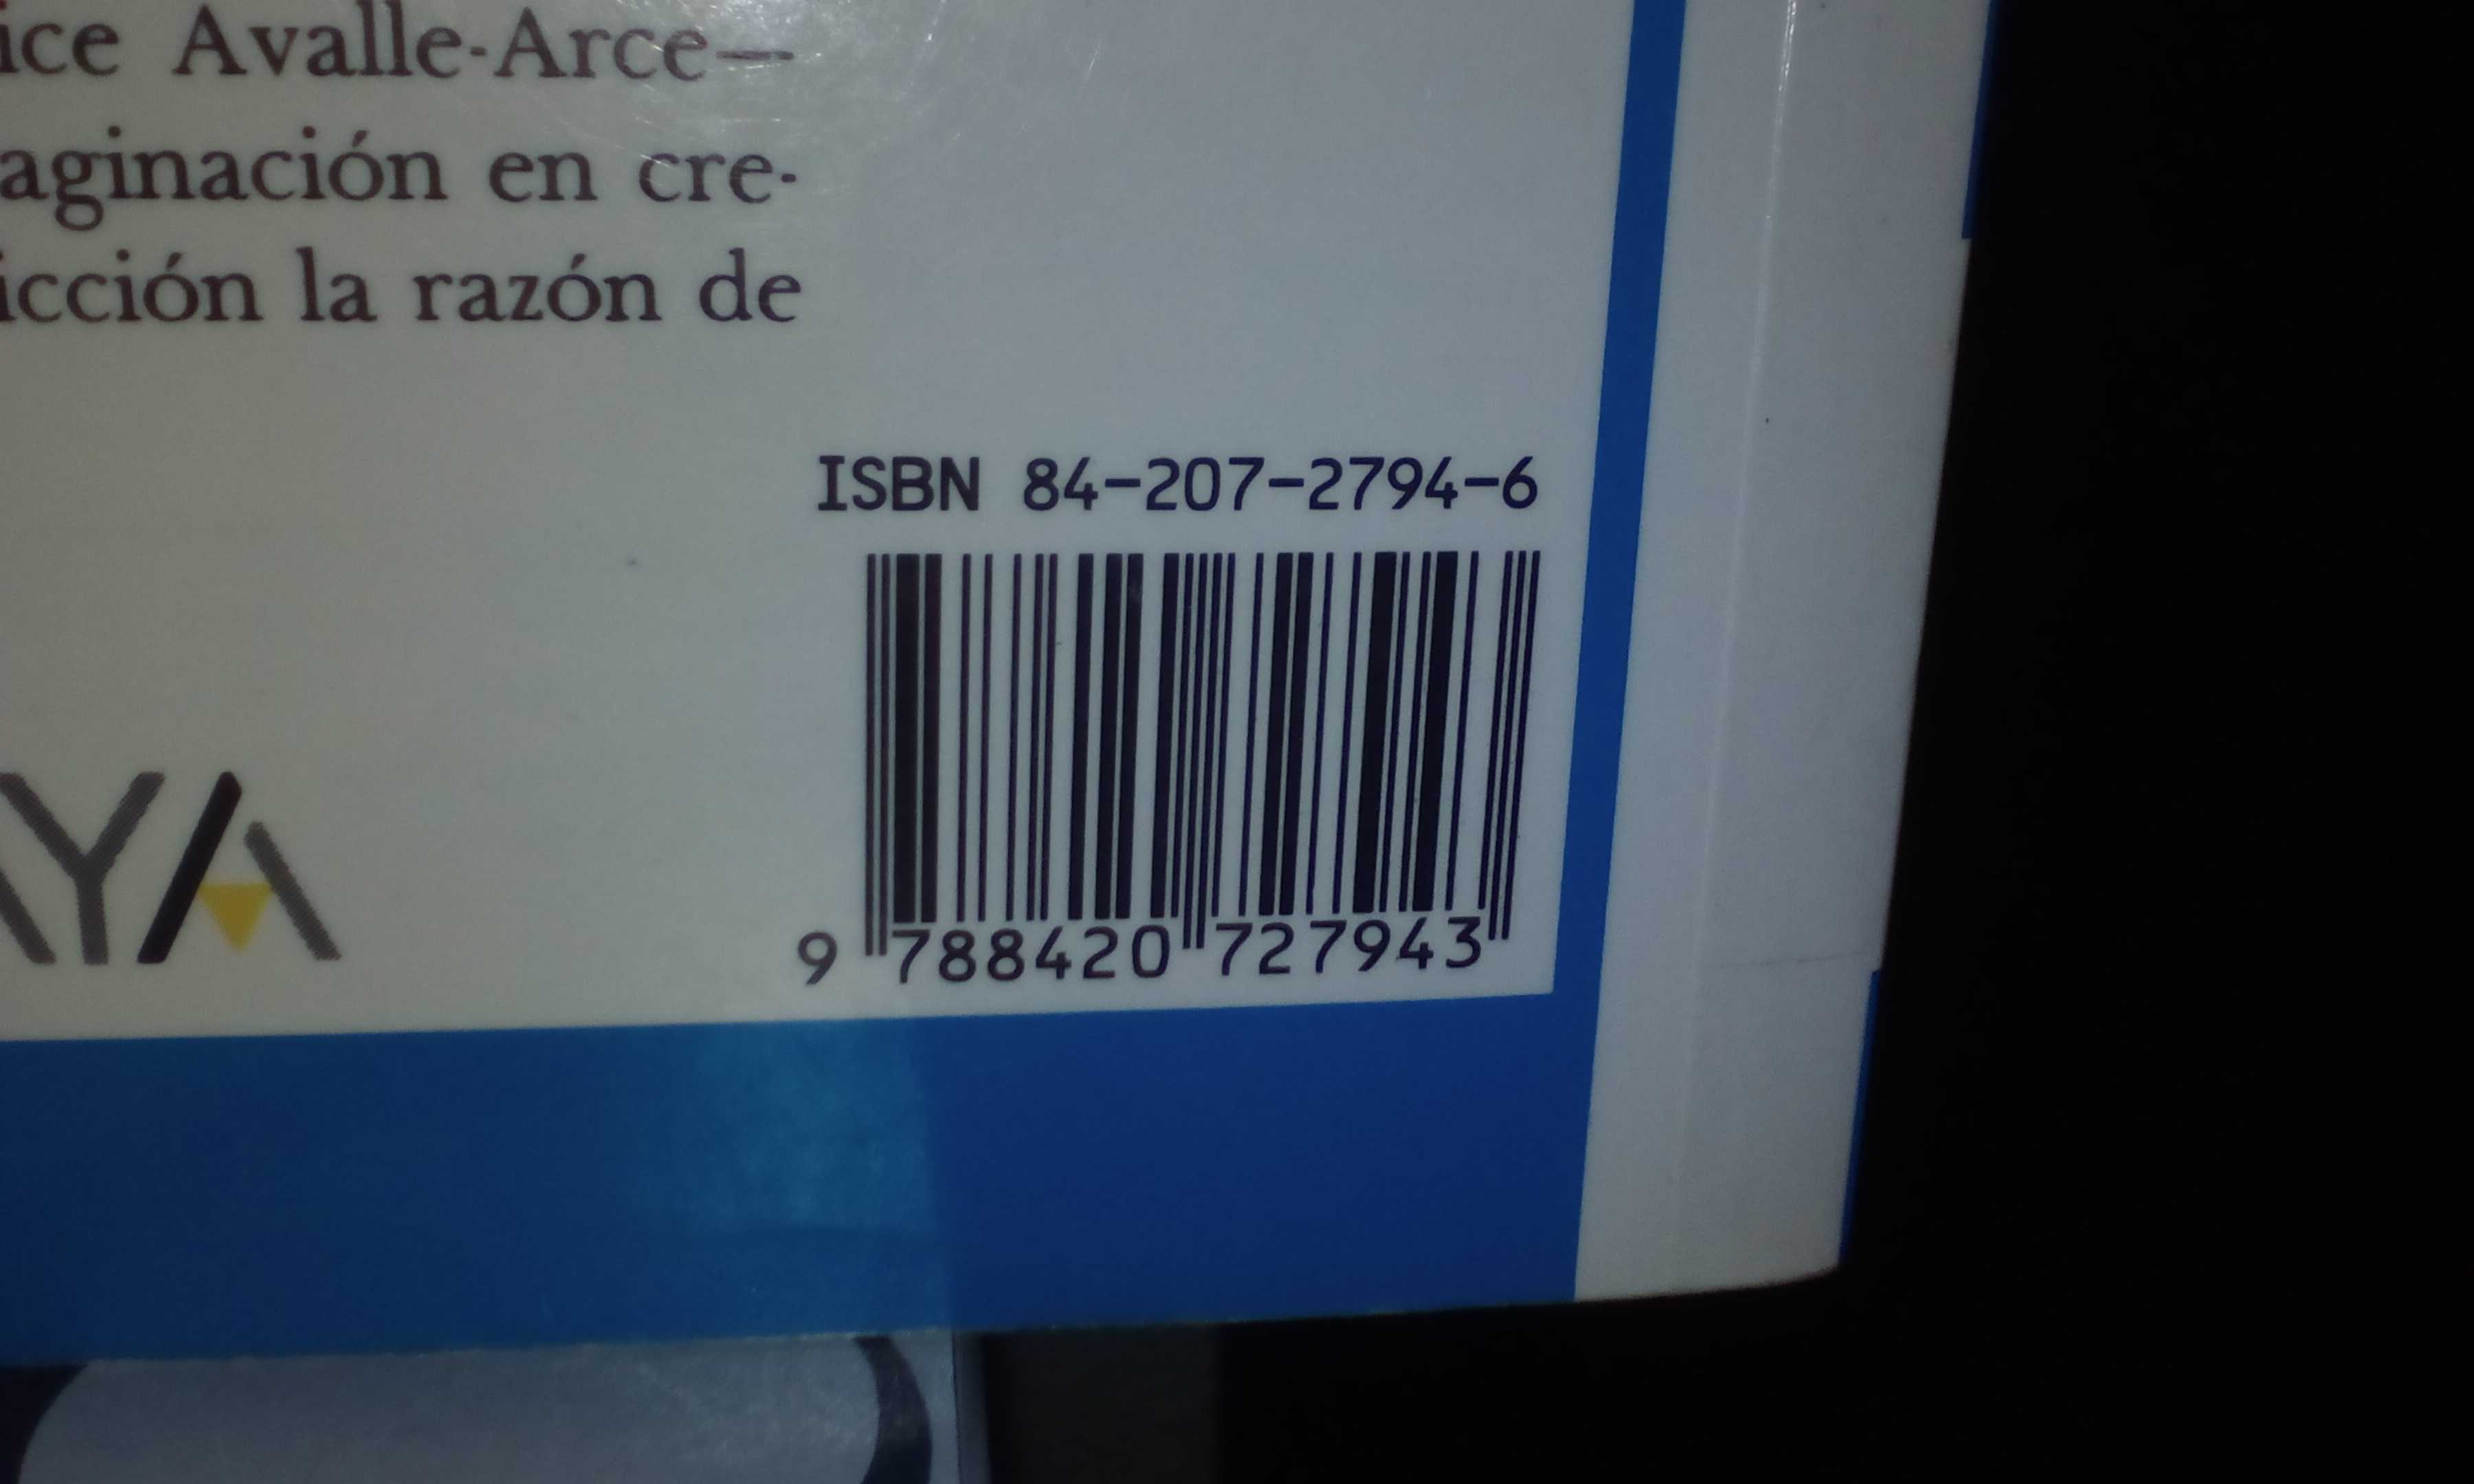 ice Avalle-Arce—
aginación en cre-
icción la razón de
ISBN 84-207-2794-6
9 788420 727943
AYA